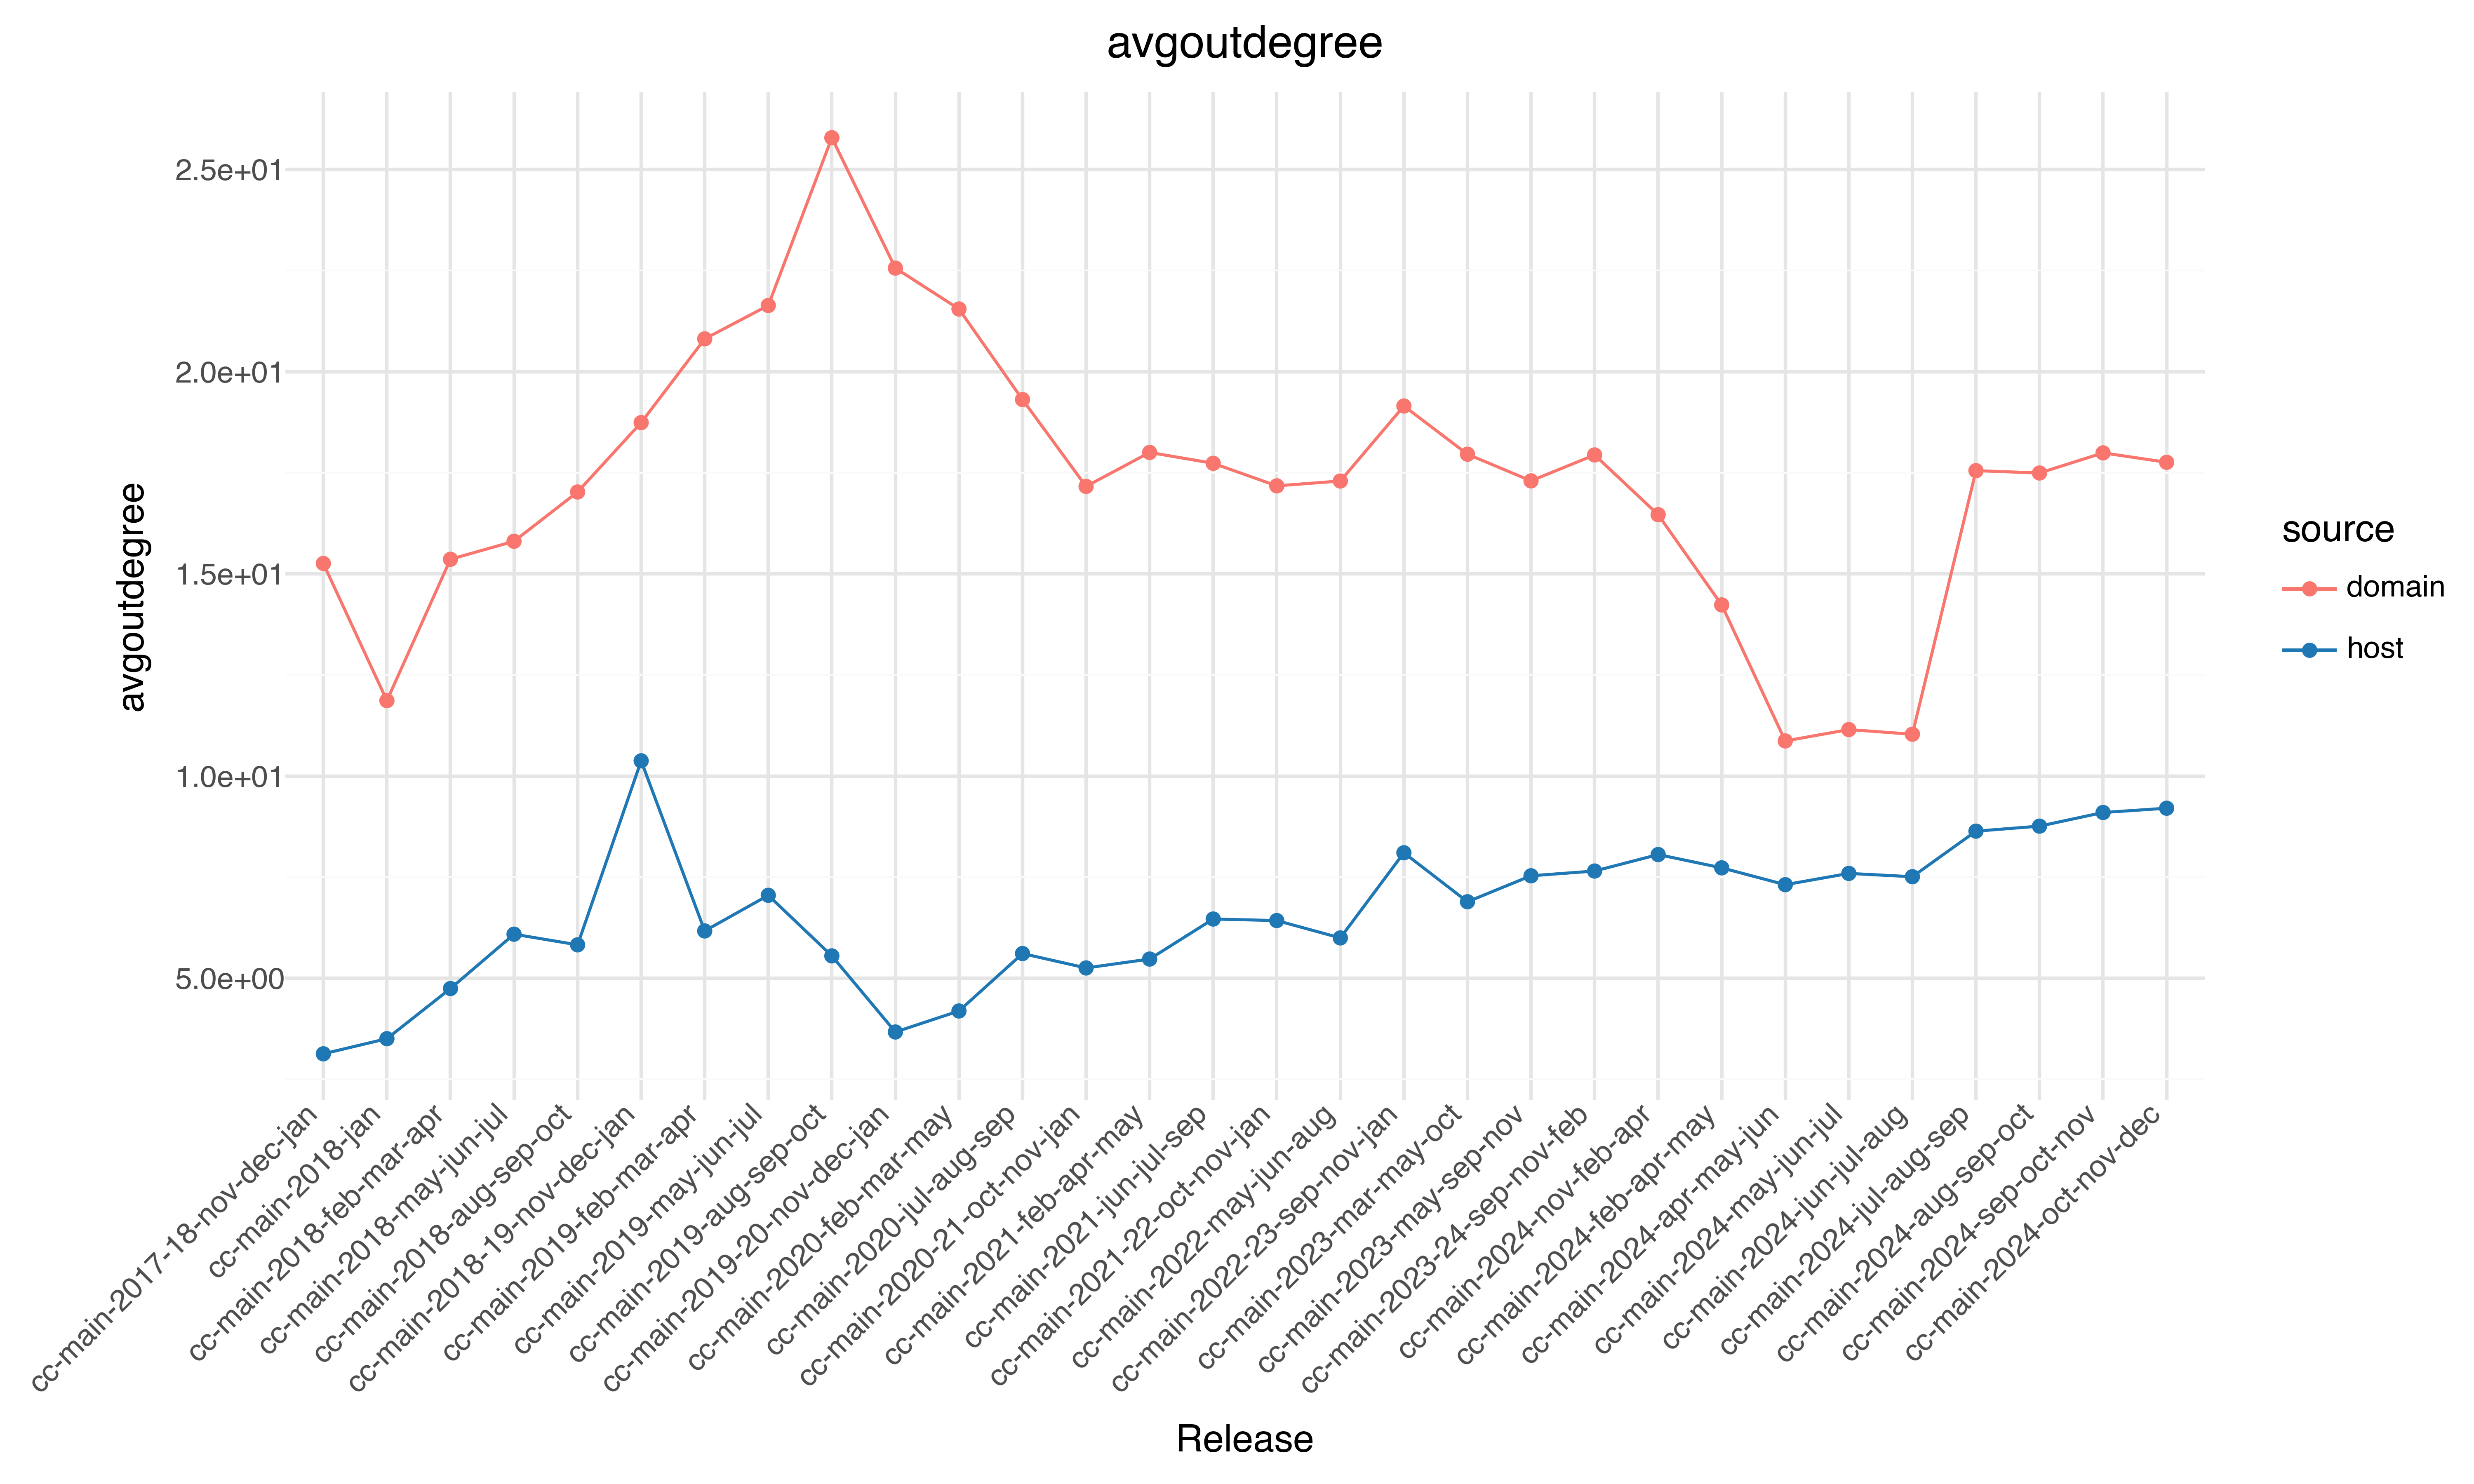 avgoutdegree
avgoutdegree
2.5e+01
2.0e+01
1.5e+01
1.0e+01
5.0e+00
cc-main-2017-18-nov-dec-jan
cc-main-2018-jan
cc-main-2018-feb-mar-apr
cc-main-2018-may-jun-jul
cc-main-2018-aug-sep-oct
cc-main-2018-19-nov-dec-jan
cc-main-2019-feb-mar-apr
cc-main-2019-may-jun-jul
cc-main-2019-aug-sep-oct
cc-main-2019-20-nov-dec-jan
cc-main-2020-feb-mar-may
cc-main-2020-jul-aug-sep
cc-main-2020-21-oct-nov-jan
cc-main-2021-feb-apr-may
cc-main-2021-jun-jul-sep
cc-main-2021-22-oct-nov-jan
cc-main-2022-may-jun-aug
cc-main-2022-23-sep-nov-jan
cc-main-2023-mar-may-oct
cc-main-2023-may-sep-nov
cc-main-2023-24-sep-nov-feb
cc-main-2024-nov-feb-apr
cc-main-2024-feb-apr-may
cc-main-2024-apr-may-jun
cc-main-2024-may-jun-jul
cc-main-2024-jun-jul-aug
cc-main-2024-jul-aug-sep
cc-main-2024-aug-sep-oct
cc-main-2024-sep-oct-nov
cc-main-2024-oct-nov-dec
Release
source
domain
host